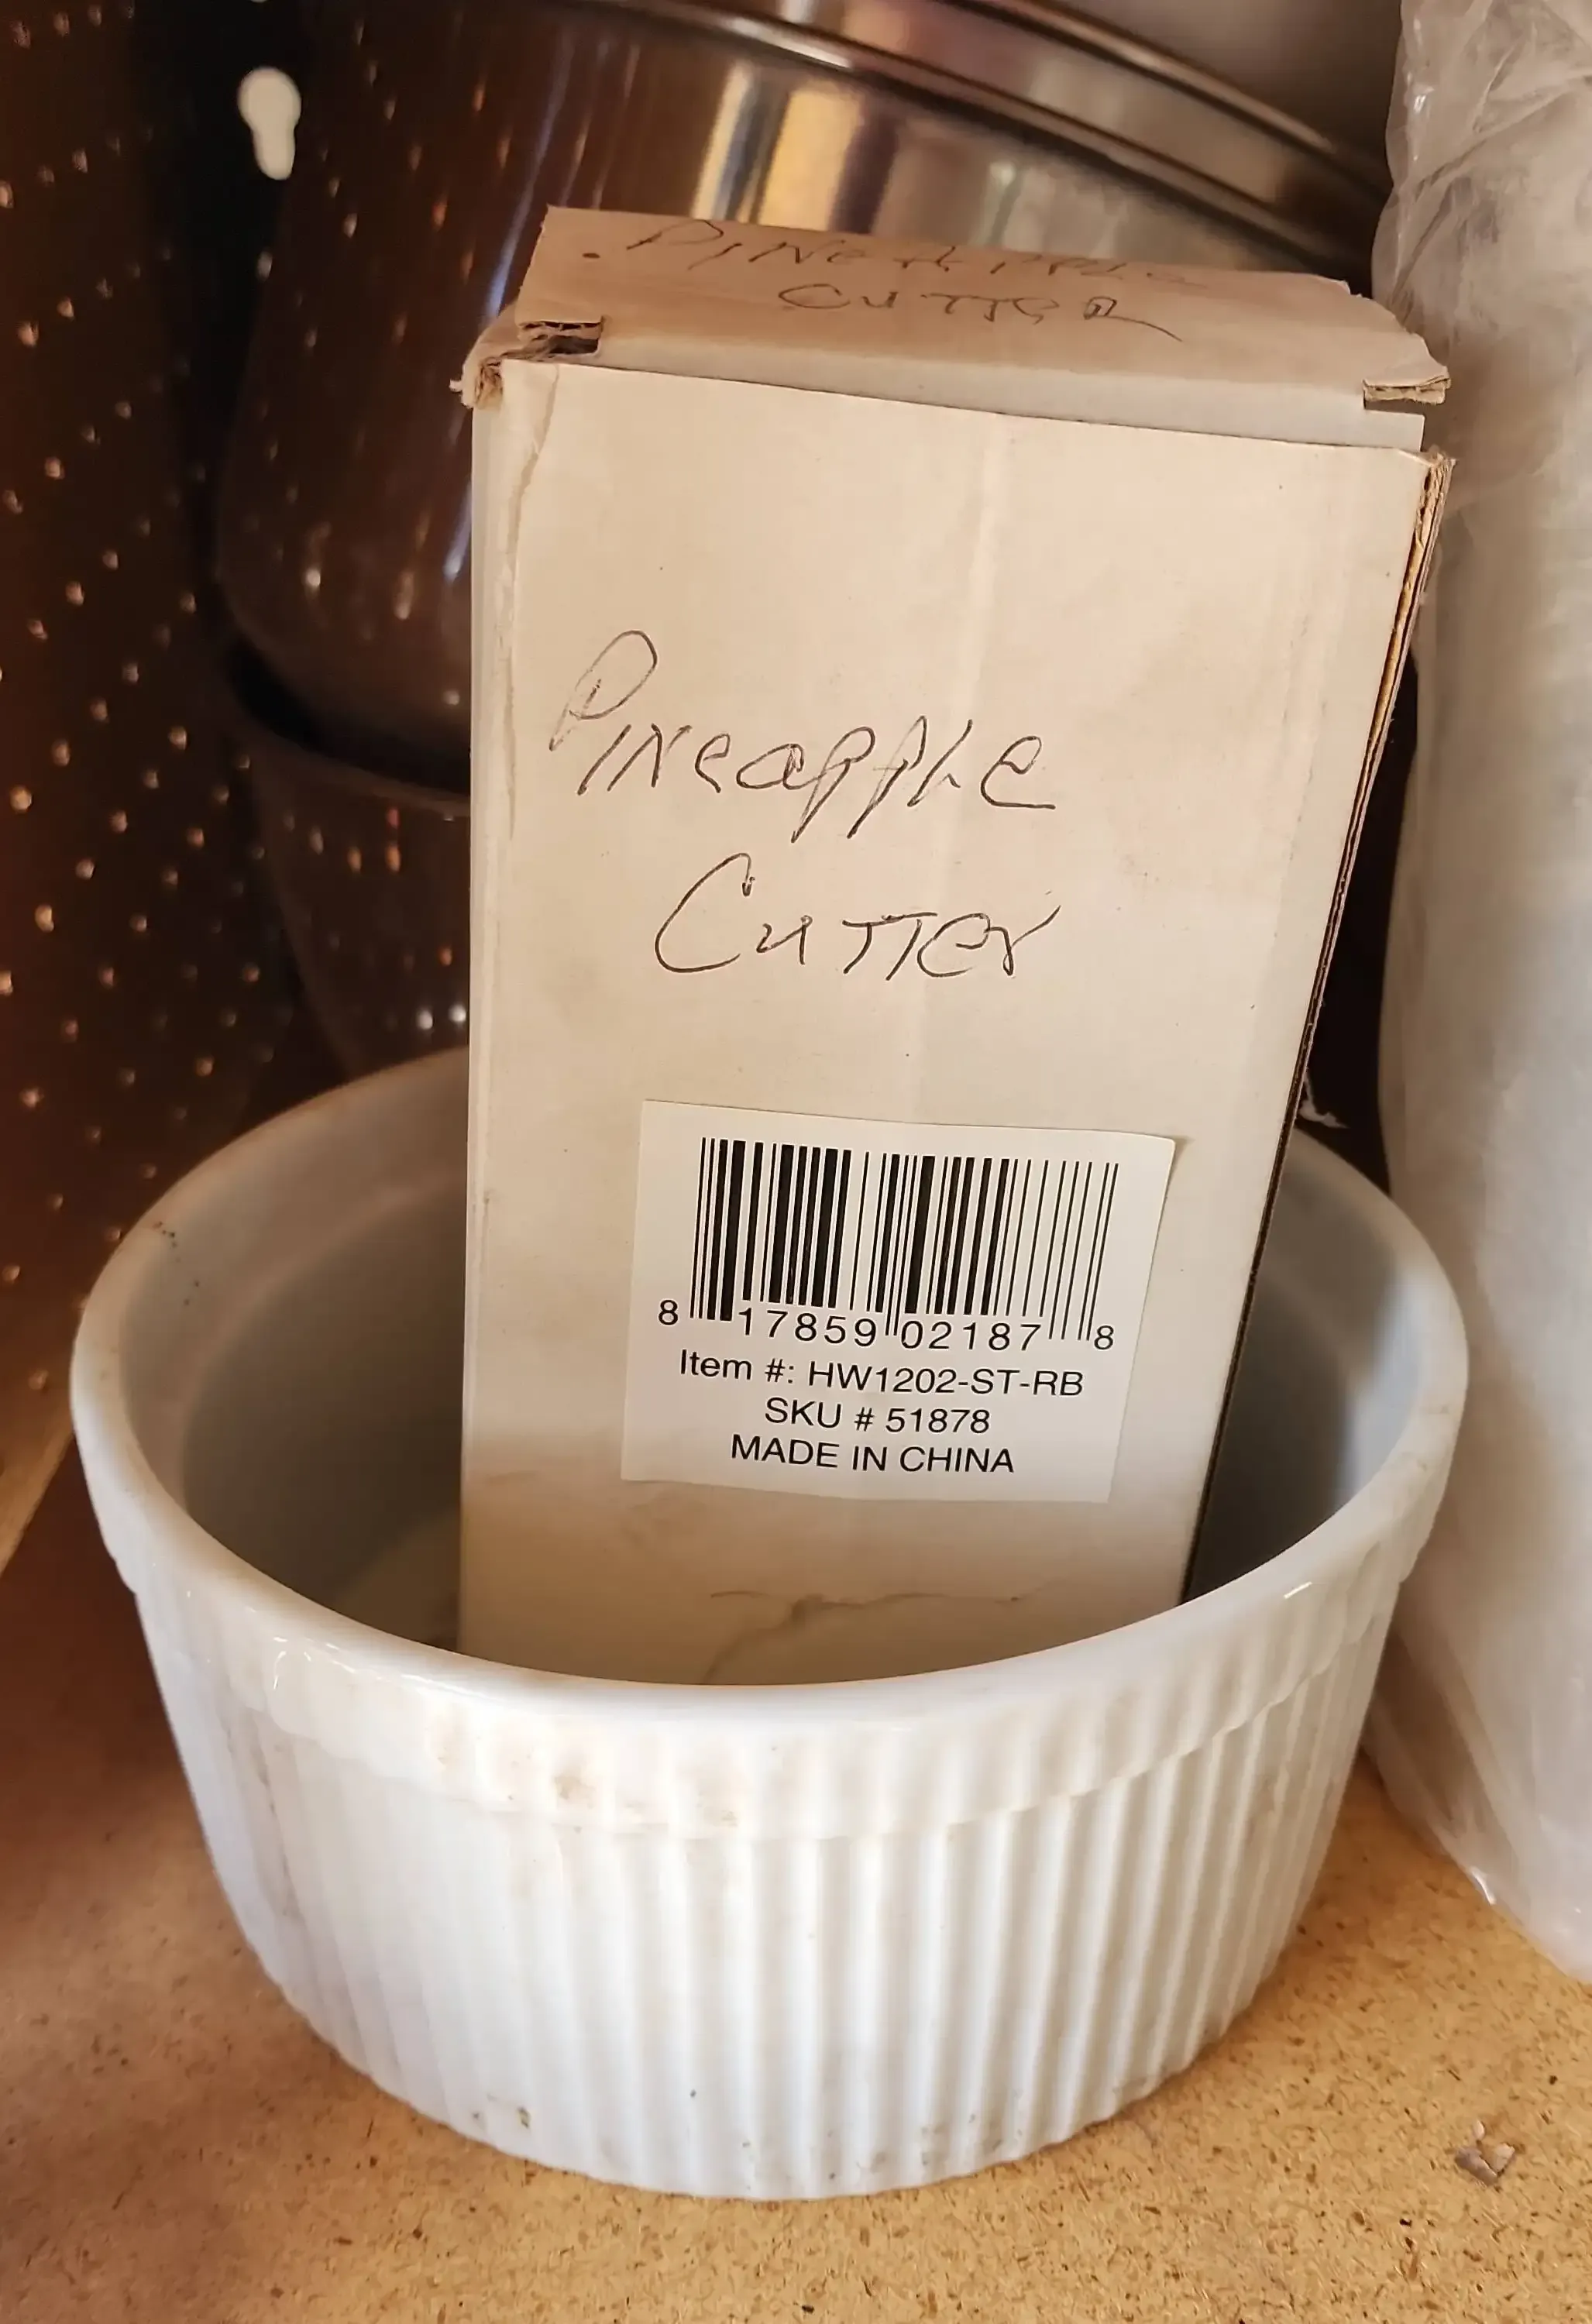 PINEAPPLE
CUTTER
Pineapple
Cutter
8 17859 02187 8
Item #: HW1202-ST-RB
SKU # 51878
MADE IN CHINA